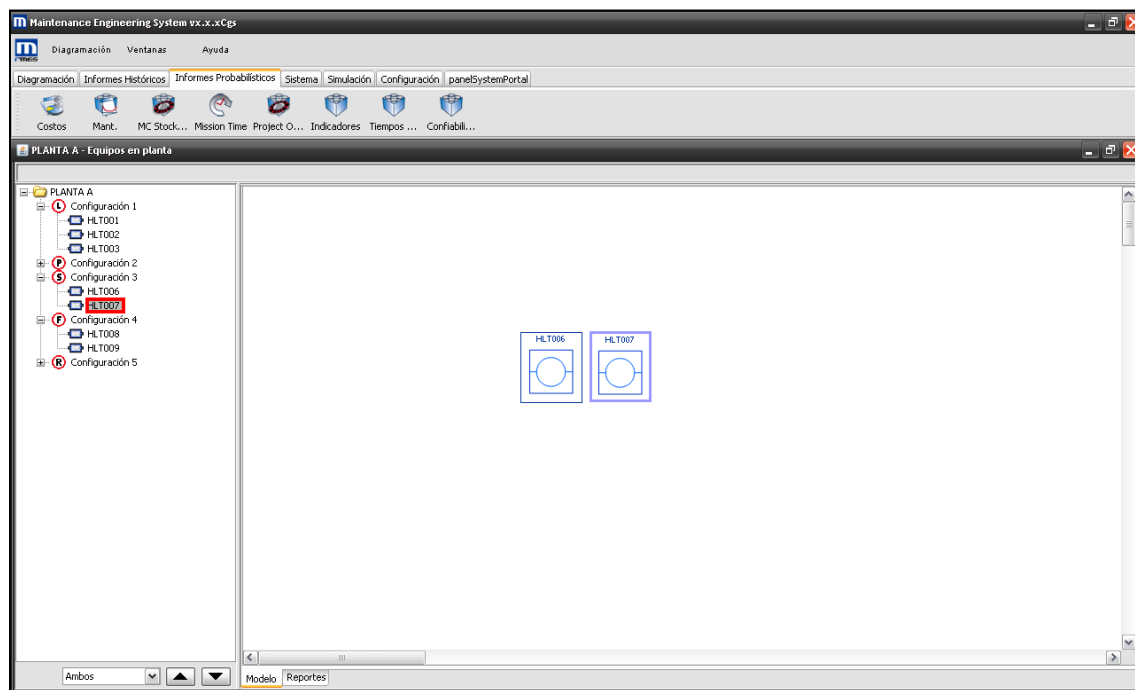 Maintenance Engineering System vx.x.xCgs
Diagramación Ventanas Ayuda
Diagramación Informes Históricos Informes Probabilísticos Sistema Simulación Configuración panelSystemPortal
Costos Mant. MC Stock... Mission Time Project O... Indicadores Tiempos ... Confiabili...
PLANTA A - Equipos en planta
PLANTA A
L Configuración 1
HLT001
HLT002
HLT003
P Configuración 2
S Configuración 3
HLT006
HLT007
F Configuración 4
HLT008
HLT009
R Configuración 5
HLT006 HLT007
Ambos
Modelo Reportes